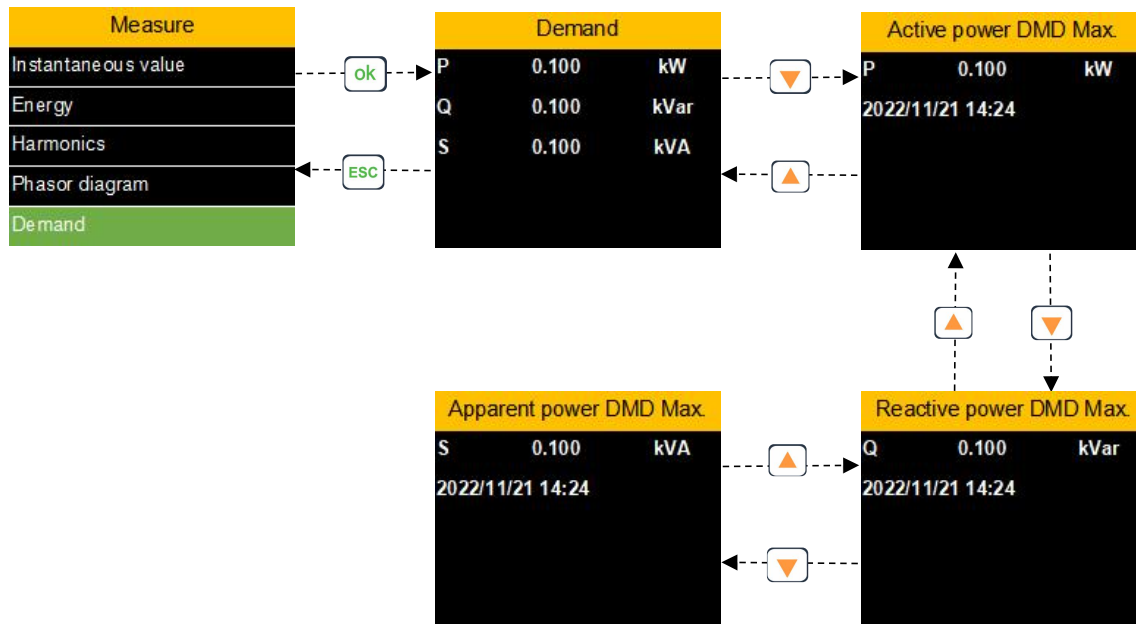 Measure
Instantaneous value
Energy
Harmonics
Phasor diagram
Demand
ok
ESC
Demand
P 0.100 kW
Q 0.100 kVar
S 0.100 kVA
Active power DMD Max.
P 0.100 kW
2022/11/21 14:24
Apparent power DMD Max.
S 0.100 kVA
2022/11/21 14:24
Reactive power DMD Max.
Q 0.100 kVar
2022/11/21 14:24